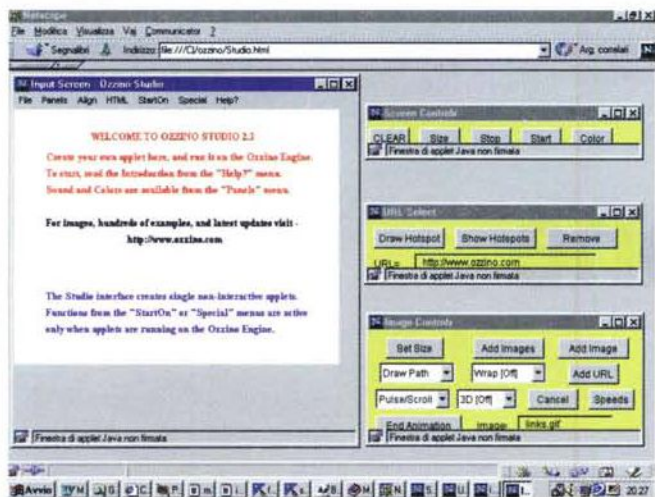 Netscape
File Modifica Visualizza Vai Communicator ?
Segnalibri Indirizzo: file:///C|/ozzino/Studio.html Arg. correlati
Input Screen - Ozzino Studio
File Panels Align HTML StartOn Special Help?
WELCOME TO OZZINO STUDIO 2.3
Create your own applet here, and run it on the Ozzino Engine.
To start, read the Introduction from the "Help?" menu.
Sound and Colors are available from the "Panels" menu.
For images, hundreds of examples, and latest updates visit -
http://www.ozzino.com
The Studio interface creates single non-interactive applets.
Functions from the "StartOn" or "Special" menus are active
only when applets are running on the Ozzino Engine.
Finestra di applet Java non firmata
Screen Controls
CLEAR Size Stop Start Color
Finestra di applet Java non firmata
URL Select
Draw Hotspot Show Hotspots Remove
URL= http://www.ozzino.com
Finestra di applet Java non firmata
Image Controls
Set Size Add Images Add Image
Draw Path Wrap [Off] Add URL
Pulse/Scroll 3D [Off] Cancel Speeds
End Animation Image: links.gif
Finestra di applet Java non firmata
Avvio 20.27